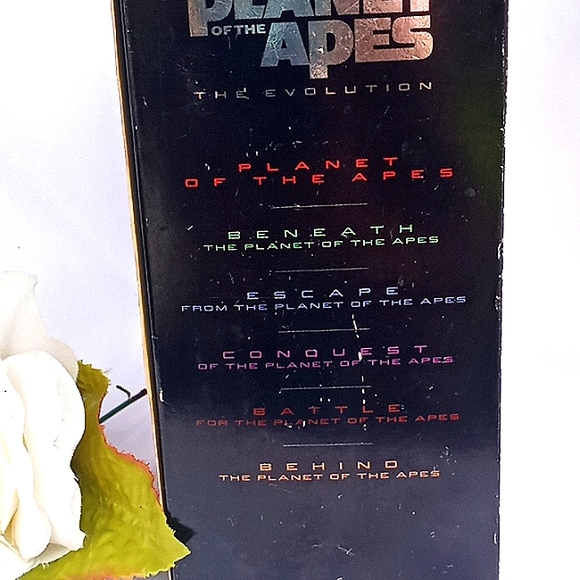 PLANET
OF THE APES
THE EVOLUTION
PLANET
OF THE APES
BENEATH
THE PLANET OF THE APES
ESCAPE
FROM THE PLANET OF THE APES
CONQUEST
OF THE PLANET OF THE APES
BATTLE
FOR THE PLANET OF THE APES
BEHIND
THE PLANET OF THE APES